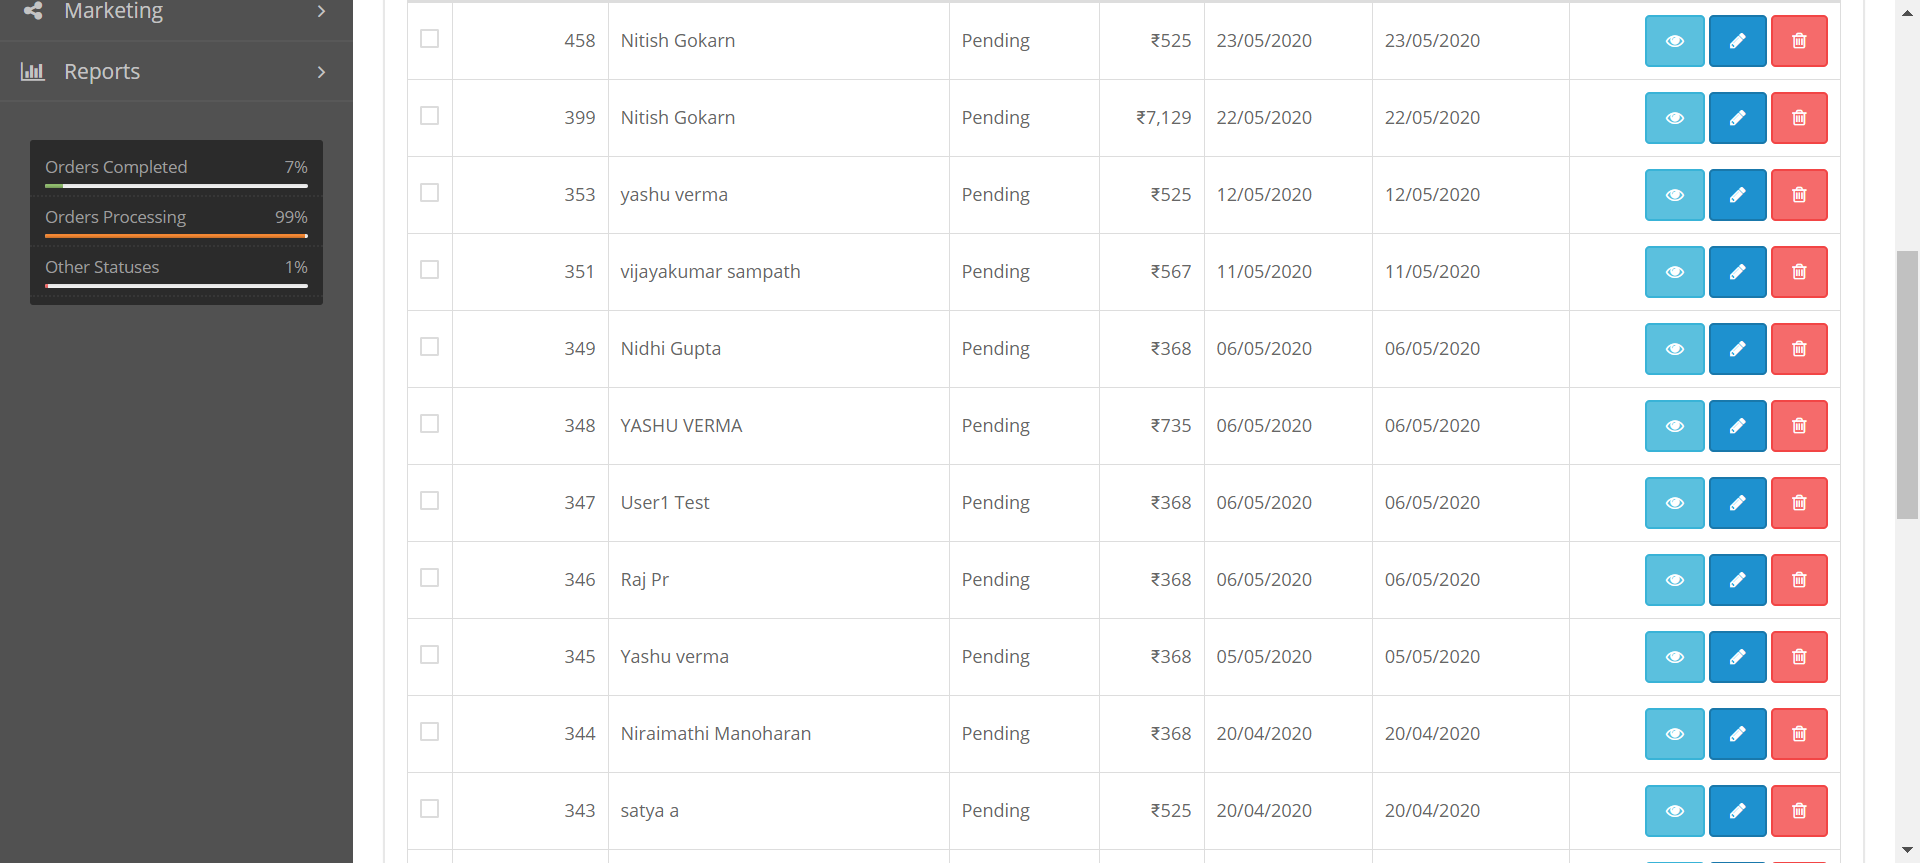 Marketing
Reports
Orders Completed 7%
Orders Processing 99%
Other Statuses 1%
458 Nitish Gokarn Pending ₹525 23/05/2020 23/05/2020
399 Nitish Gokarn Pending ₹7,129 22/05/2020 22/05/2020
353 yashu verma Pending ₹525 12/05/2020 12/05/2020
351 vijayakumar sampath Pending ₹567 11/05/2020 11/05/2020
349 Nidhi Gupta Pending ₹368 06/05/2020 06/05/2020
348 YASHU VERMA Pending ₹735 06/05/2020 06/05/2020
347 User1 Test Pending ₹368 06/05/2020 06/05/2020
346 Raj Pr Pending ₹368 06/05/2020 06/05/2020
345 Yashu verma Pending ₹368 05/05/2020 05/05/2020
344 Niraimathi Manoharan Pending ₹368 20/04/2020 20/04/2020
343 satya a Pending ₹525 20/04/2020 20/04/2020